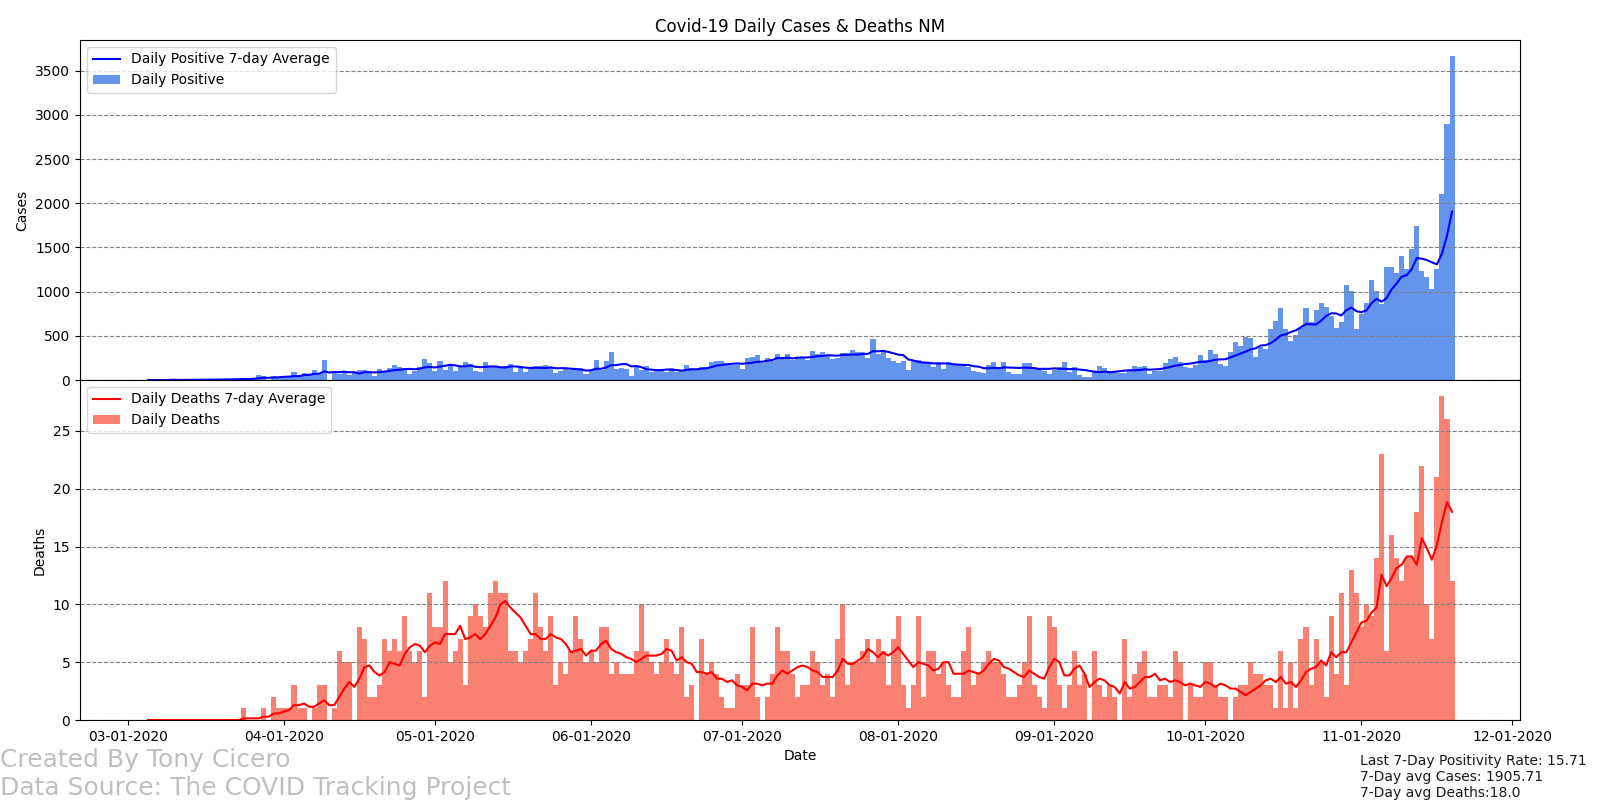 Covid-19 Daily Cases & Deaths NM
Daily Positive 7-day Average
Daily Positive
3500
3000
2500
2000
1500
1000
500
0
Cases
Daily Deaths 7-day Average
Daily Deaths
25
20
15
10
5
0
Deaths
03-01-2020 04-01-2020 05-01-2020 06-01-2020 07-01-2020 08-01-2020 09-01-2020 10-01-2020 11-01-2020 12-01-2020
Date
Created By Tony Cicero
Data Source: The COVID Tracking Project
Last 7-Day Positivity Rate: 15.71
7-Day avg Cases: 1905.71
7-Day avg Deaths:18.0